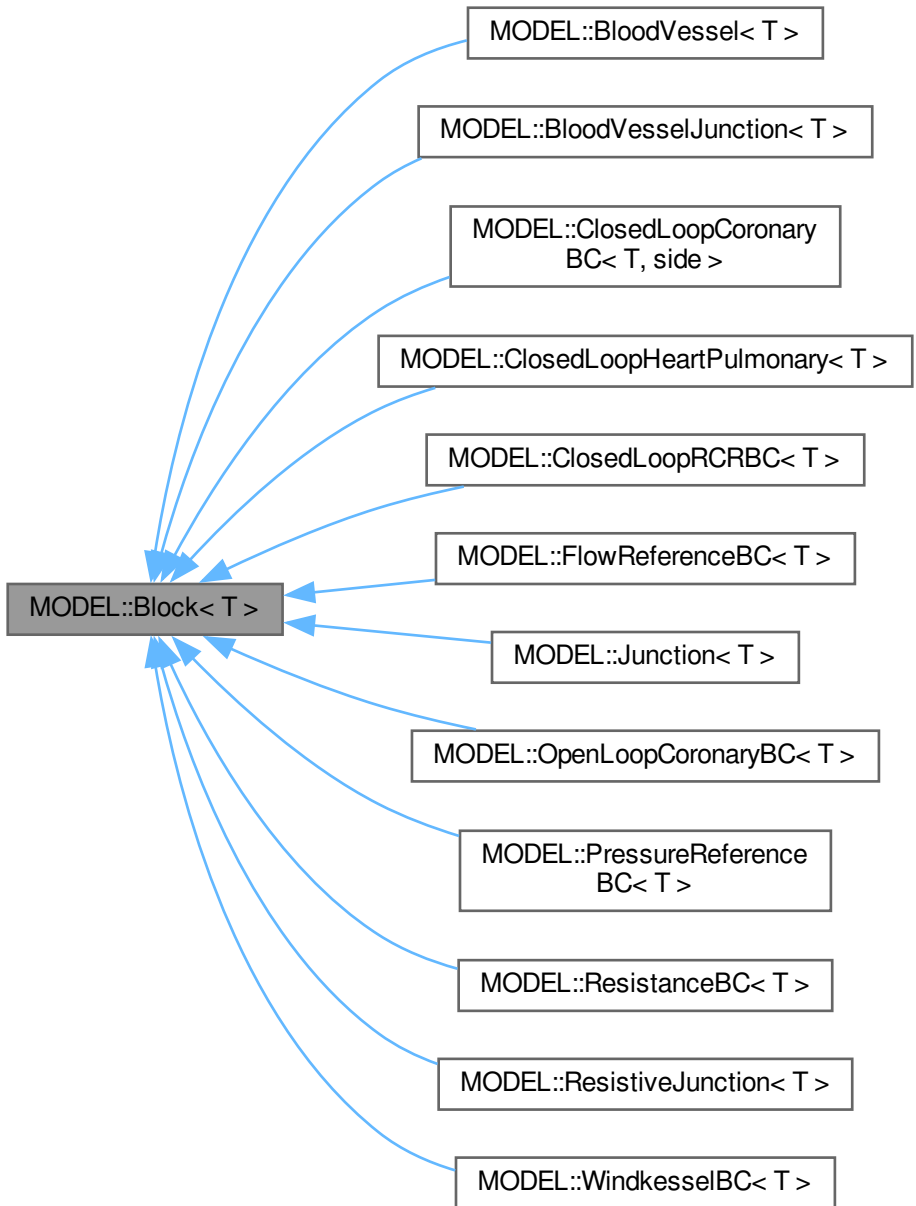 MODEL::BloodVessel< T >
MODEL::BloodVesselJunction< T >
MODEL::ClosedLoopCoronary
BC< T, side >
MODEL::ClosedLoopHeartPulmonary< T >
MODEL::ClosedLoopRCRBC< T >
MODEL::FlowReferenceBC< T >
MODEL::Block< T >
MODEL::Junction< T >
MODEL::OpenLoopCoronaryBC< T >
MODEL::PressureReference
BC< T >
MODEL::ResistanceBC< T >
MODEL::ResistiveJunction< T >
MODEL::WindkesselBC< T >